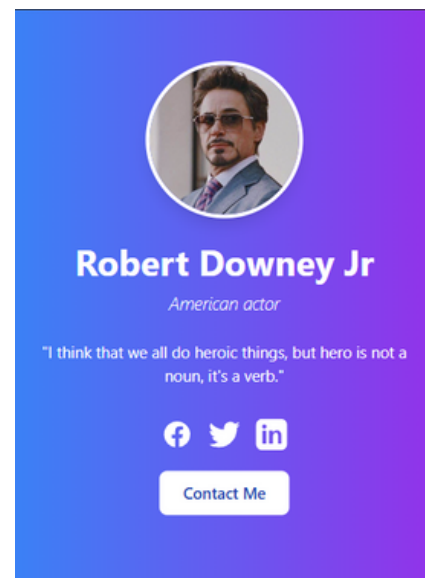 Robert Downey Jr
American actor
"I think that we all do heroic things, but hero is not a
noun, it's a verb."
in
Contact Me